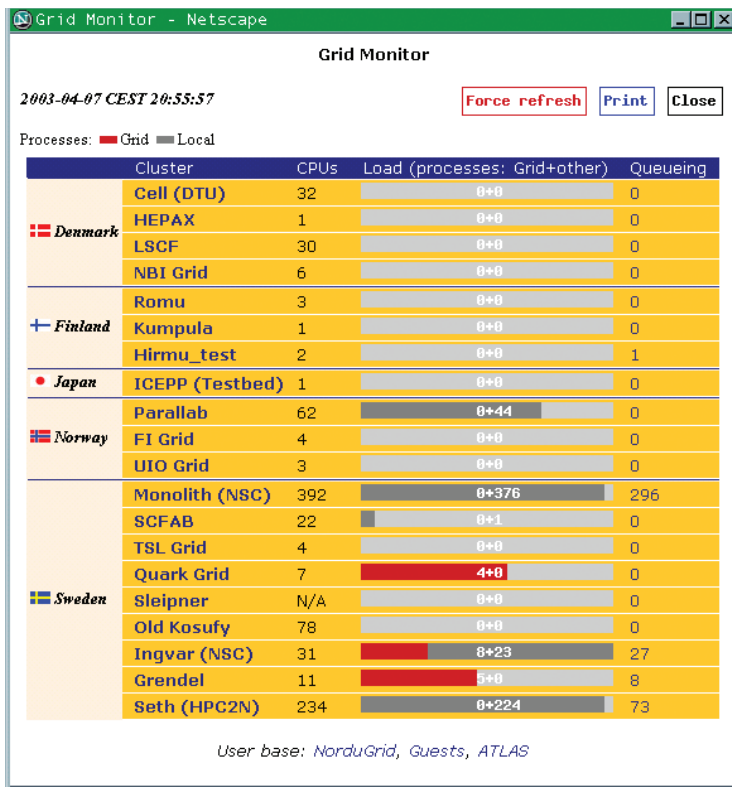 Grid Monitor - Netscape
Grid Monitor
2003-04-07 CEST 20:55:57 Force refresh Print Close
Processes: Grid Local
Cluster CPUs Load (processes: Grid+other) Queueing
Denmark
Cell (DTU) 32 0+0 0
HEPAX 1 0+0 0
LSCF 30 0+0 0
NBI Grid 6 0+0 0
Finland
Romu 3 0+0 0
Kumpula 1 0+0 0
Hirmu_test 2 0+0 1
Japan
ICEPP (Testbed) 1 0+0 0
Norway
Parallab 62 0+44 0
FI Grid 4 0+0 0
UIO Grid 3 0+0 0
Sweden
Monolith (NSC) 392 0+376 296
SCFAB 22 0+1 0
TSL Grid 4 0+0 0
Quark Grid 7 4+0 0
Sleipner N/A 0+0 0
Old Kosufy 78 0+0 0
Ingvar (NSC) 31 8+23 27
Grendel 11 5+0 8
Seth (HPC2N) 234 0+224 73
User base: NorduGrid, Guests, ATLAS